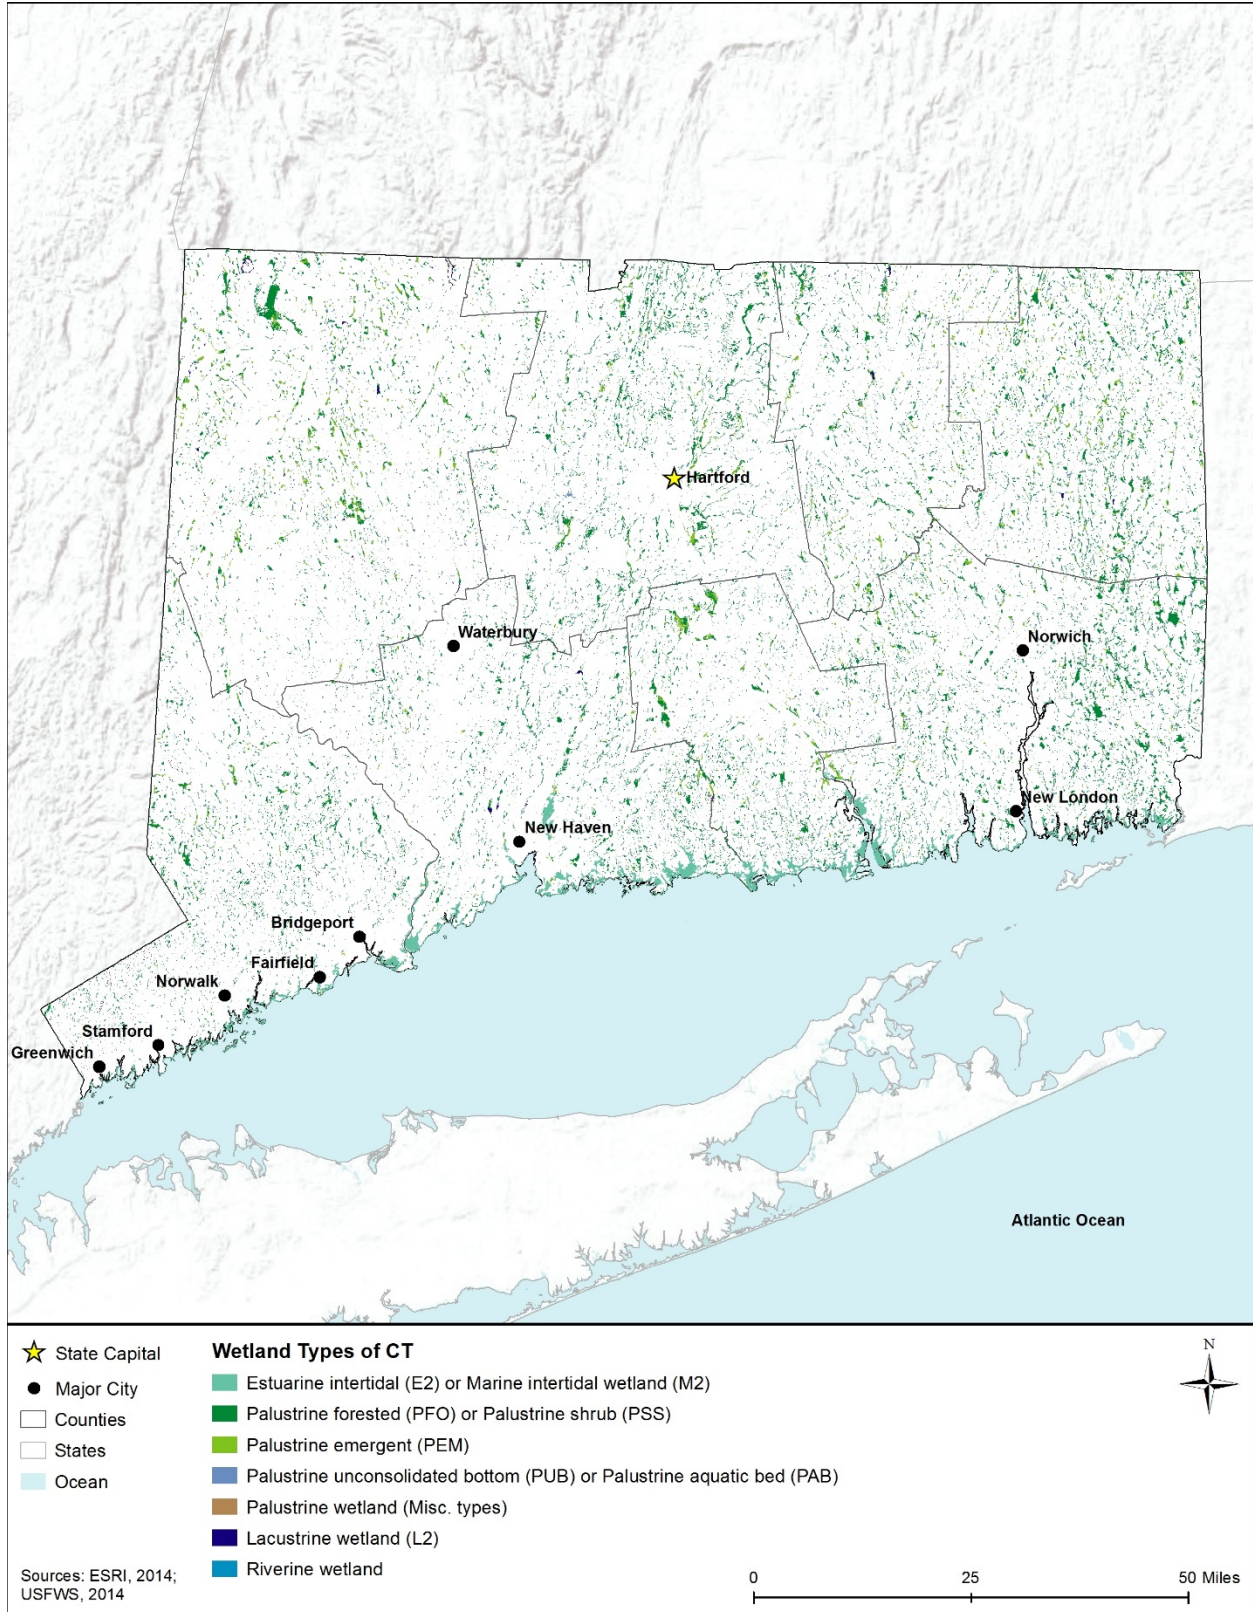 Hartford
Waterbury
Norwich
New London
New Haven
Bridgeport
Fairfield
Norwalk
Stamford
Greenwich
Atlantic Ocean
State Capital
Major City
Counties
States
Ocean
Sources: ESRI, 2014;
USFWS, 2014
Wetland Types of CT
Estuarine intertidal (E2) or Marine intertidal wetland (M2)
Palustrine forested (PFO) or Palustrine shrub (PSS)
Palustrine emergent (PEM)
Palustrine unconsolidated bottom (PUB) or Palustrine aquatic bed (PAB)
Palustrine wetland (Misc. types)
Lacustrine wetland (L2)
Riverine wetland
N
0 25 50 Miles